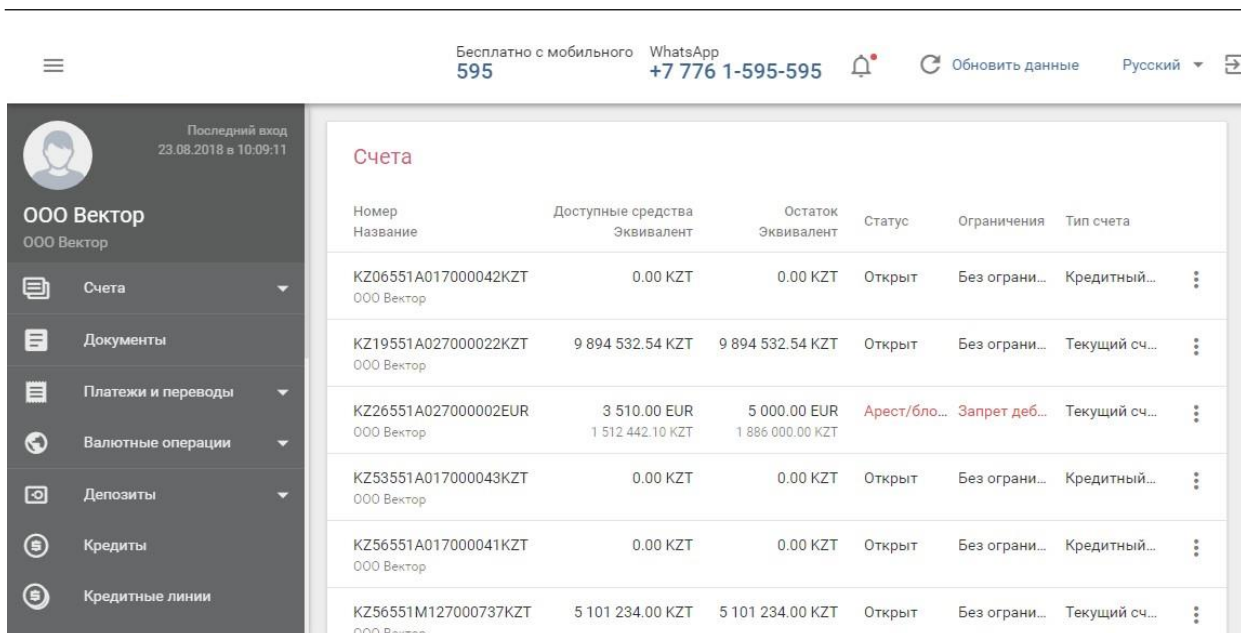 Бесплатно с мобильного WhatsApp
595 +7 776 1-595-595 Обновить данные Русский
Последний вход
23.08.2018 в 10:09:11
ООО Вектор
ООО Вектор
Счета
Документы
Платежи и переводы
Валютные операции
Депозиты
Кредиты
Кредитные линии
Счета
Номер Доступные средства Остаток Статус Ограничения Тип счета
Название Эквивалент Эквивалент
KZ06551A017000042KZT 0.00 KZT 0.00 KZT Открыт Без ограни... Кредитный...
ООО Вектор
KZ19551A027000022KZT 9 894 532.54 KZT 9 894 532.54 KZT Открыт Без ограни... Текущий сч...
ООО Вектор
KZ26551A027000002EUR 3 510.00 EUR 5 000.00 EUR Арест/бло... Запрет деб... Текущий сч...
ООО Вектор 1 512 442.10 KZT 1 886 000.00 KZT
KZ53551A017000043KZT 0.00 KZT 0.00 KZT Открыт Без ограни... Кредитный...
ООО Вектор
KZ56551A017000041KZT 0.00 KZT 0.00 KZT Открыт Без ограни... Кредитный...
ООО Вектор
KZ56551M127000737KZT 5 101 234.00 KZT 5 101 234.00 KZT Открыт Без ограни... Текущий сч...
ООО Вектор